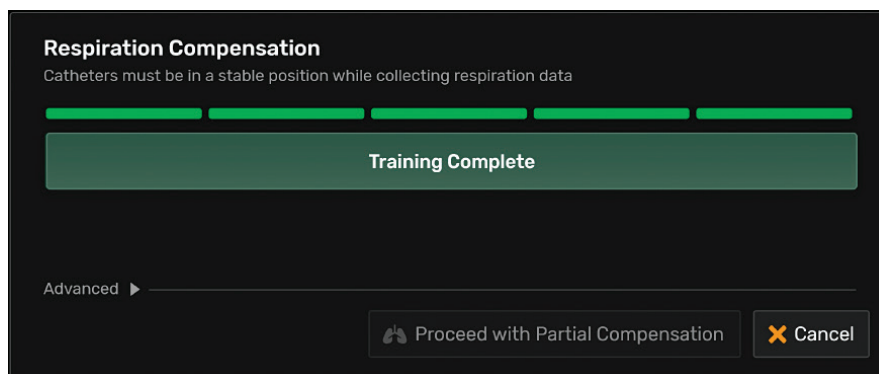 Respiration Compensation
Catheters must be in a stable position while collecting respiration data
Training Complete
Advanced
Proceed with Partial Compensation
Cancel